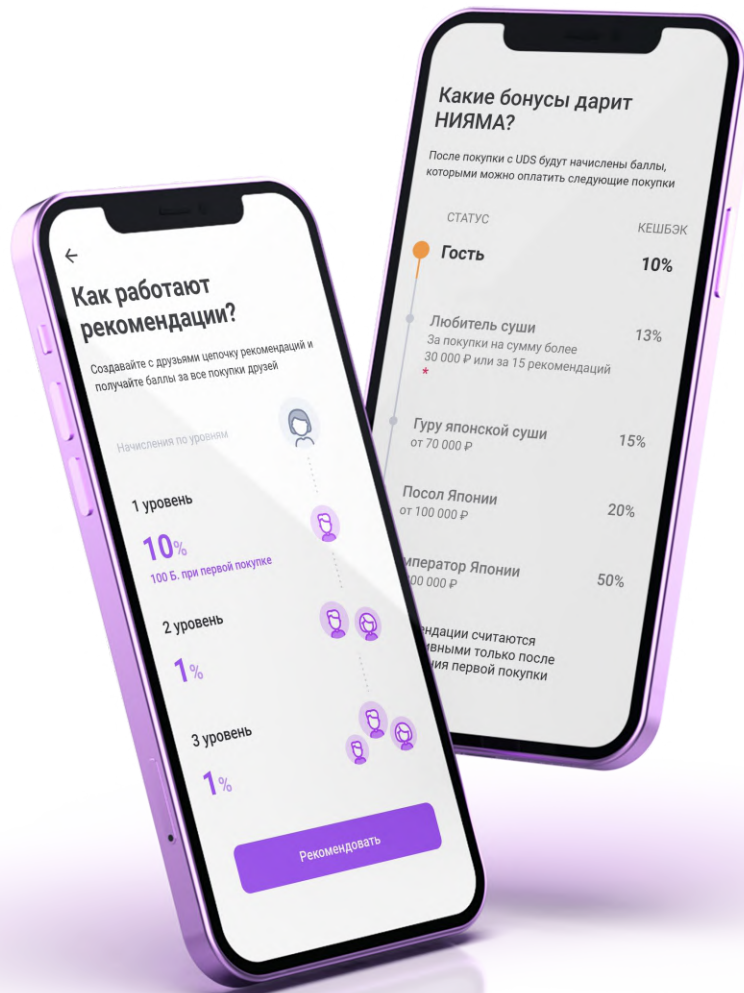 Как работают
рекомендации?
Создавайте с друзьями цепочку рекомендаций и
получайте баллы за все покупки друзей
Начисления по уровням
1 уровень
10%
100 Б. при первой покупке
2 уровень
1%
3 уровень
1%
Рекомендовать
Какие бонусы дарит
НИЯМА?
После покупки с UDS будут начислены баллы,
которыми можно оплатить следующие покупки
СТАТУС КЕШБЭК
Гость 10%
Любитель суши 13%
За покупки на сумму более
30 000 ₽ или за 15 рекомендаций
*
Гуру японской суши 15%
от 70 000 ₽
Посол Японии 20%
от 100 000 ₽
Японии 50%
₽
считаются
только после
первой покупки